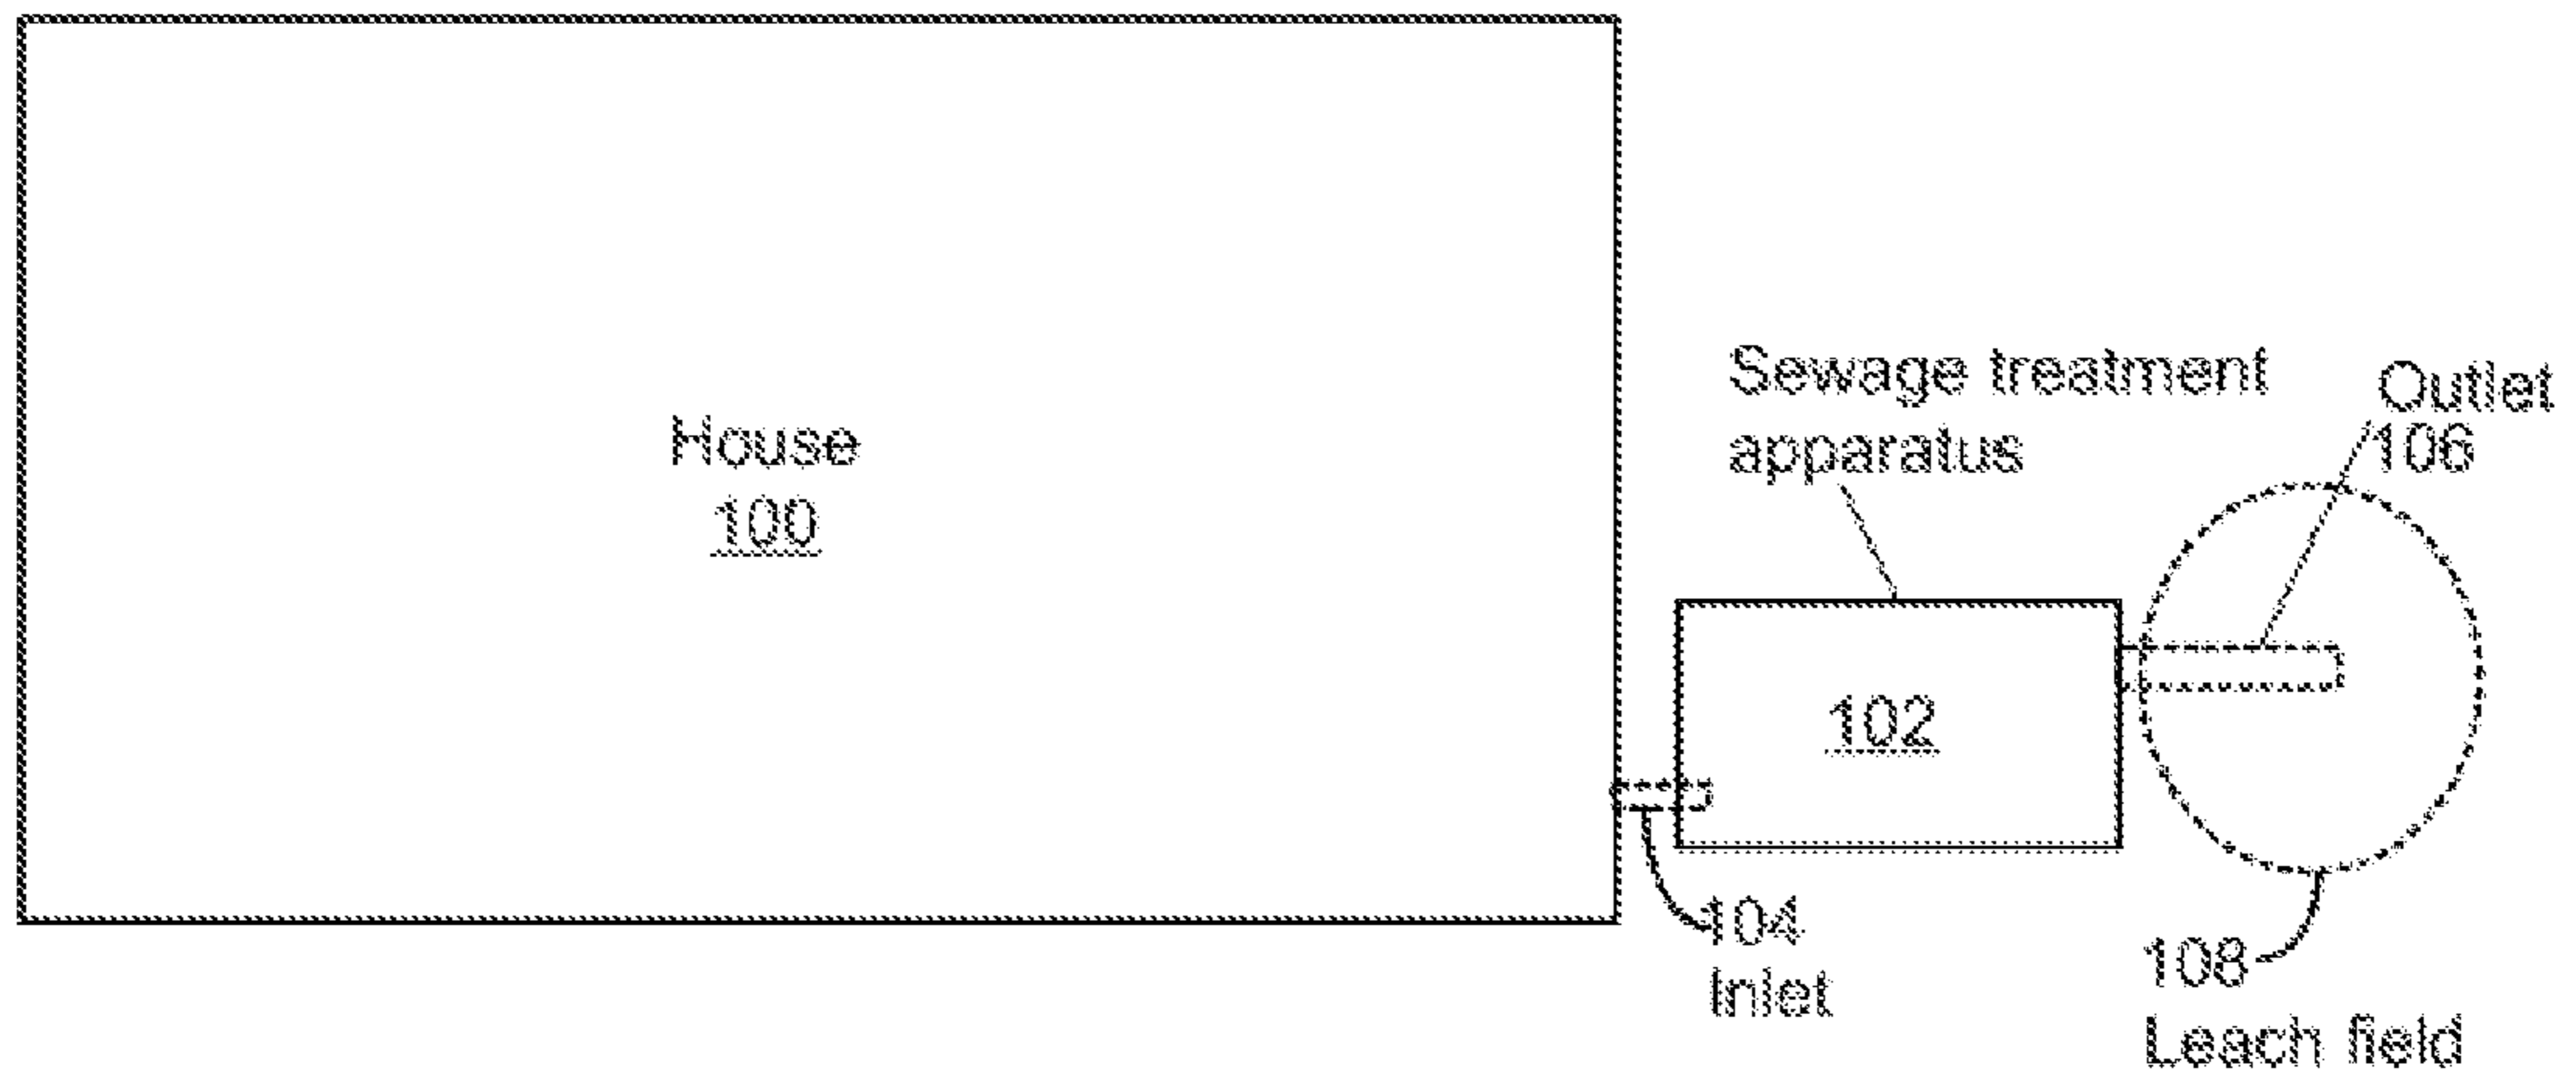 House
100
Sewage treatment
apparatus
Outlet
106
102
104
Inlet
108
Leach field